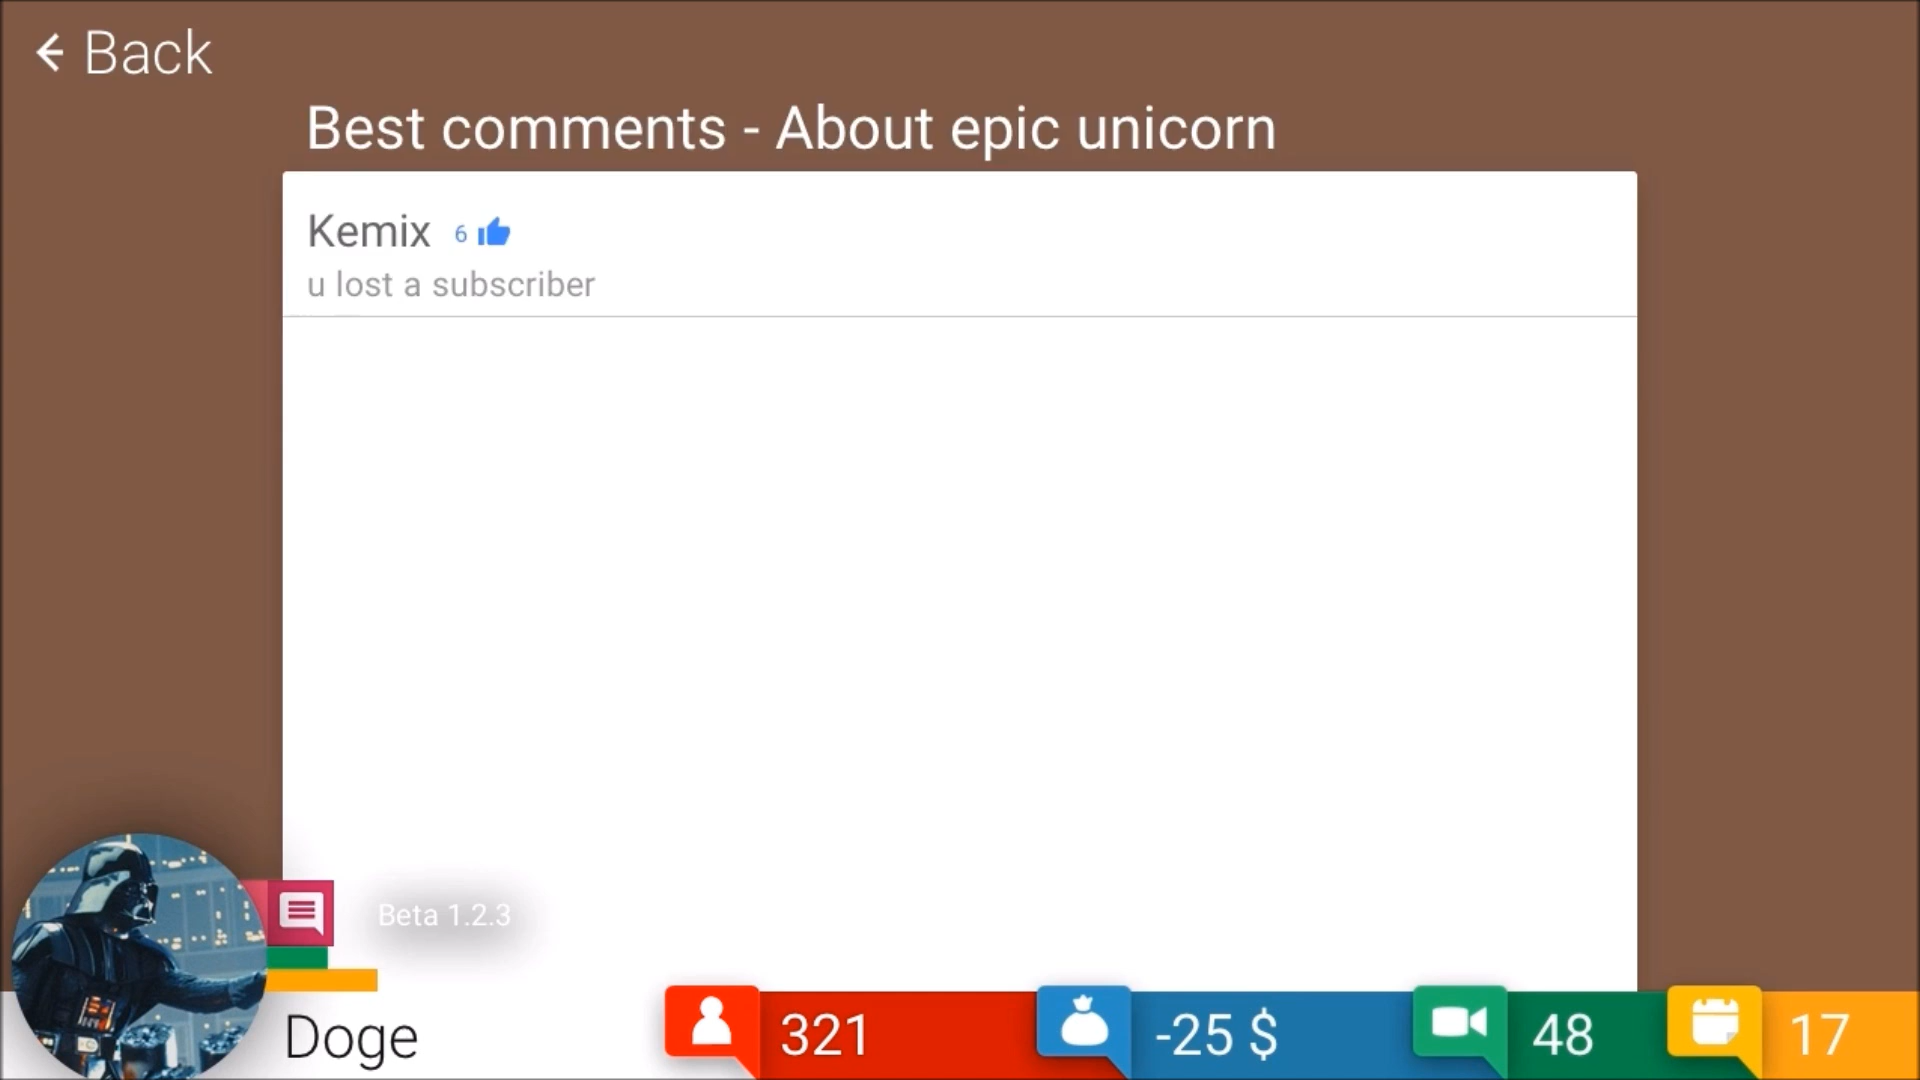 Back
Best comments - About epic unicorn
Kemix 6
u lost a subscriber
Beta 1.2.3
Doge 321 -25 $ 48 17